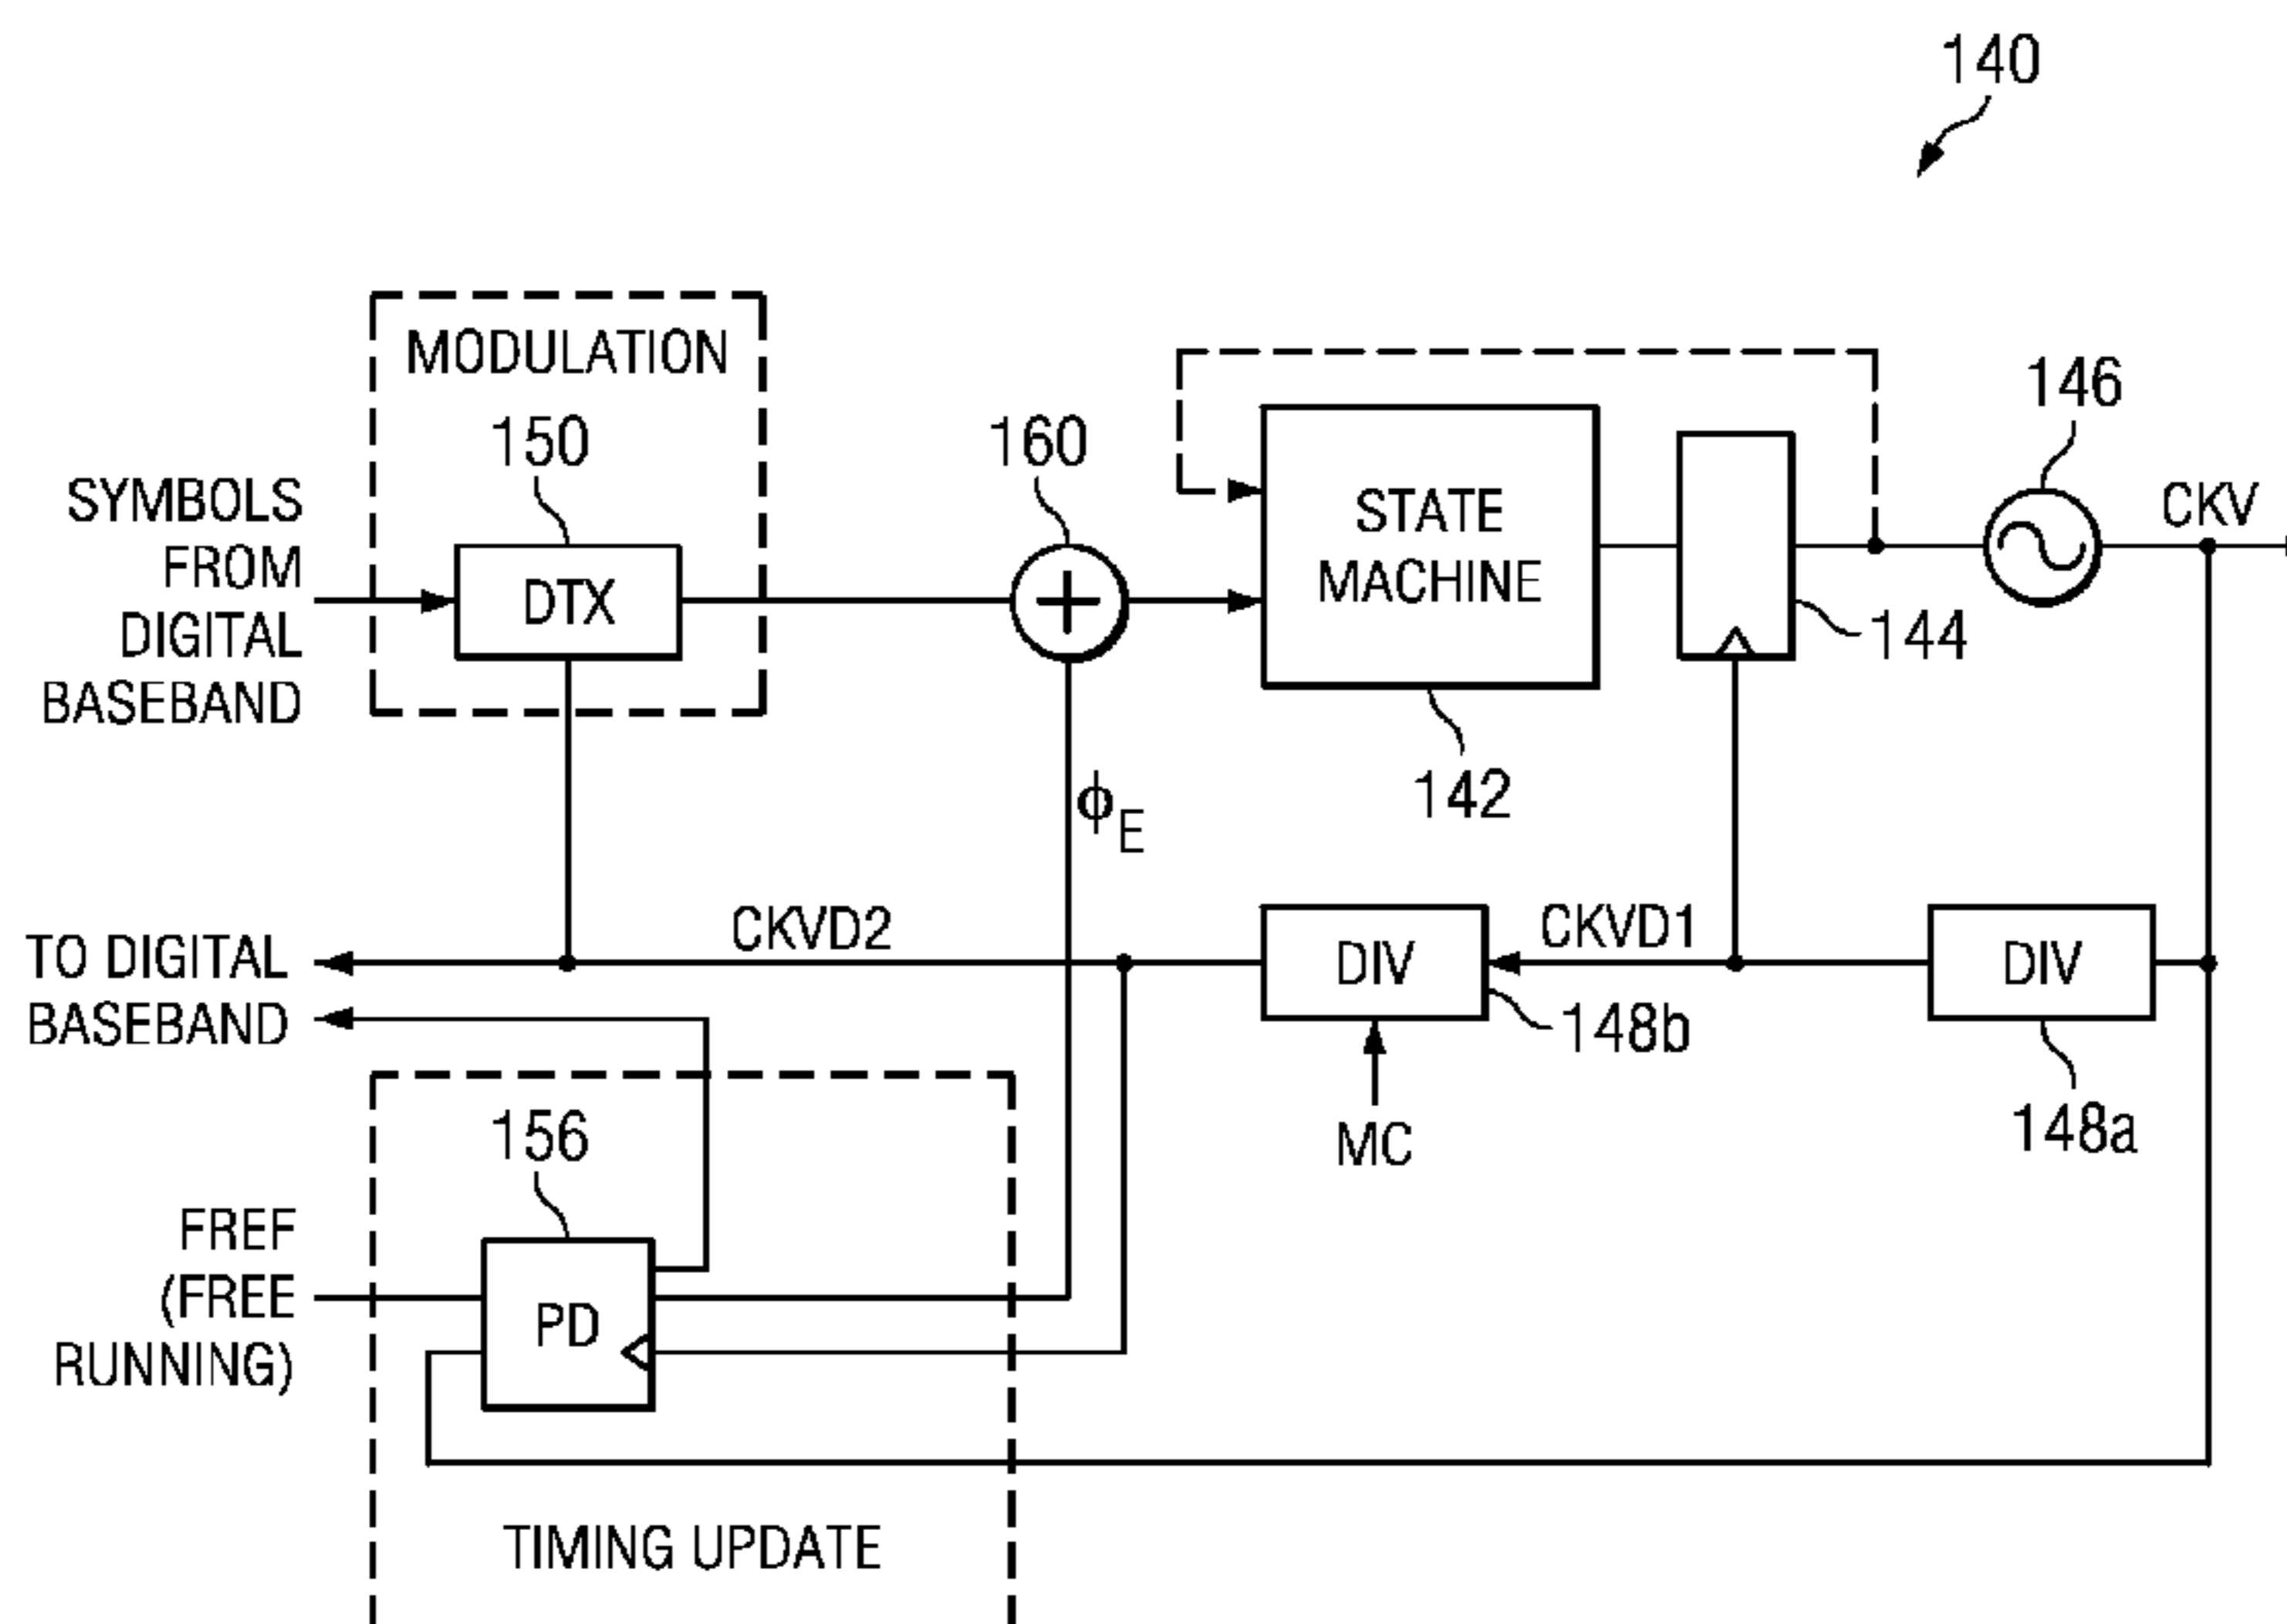 140
MODULATION
150
160
146
SYMBOLS
FROM
DIGITAL
BASEBAND
DTX
+
STATE
MACHINE
CKV
144
142
ϕE
TO DIGITAL
BASEBAND
CKVD2
DIV
CKVD1
DIV
148b
MC
148a
156
FREF
(FREE
RUNNING)
PD
TIMING UPDATE